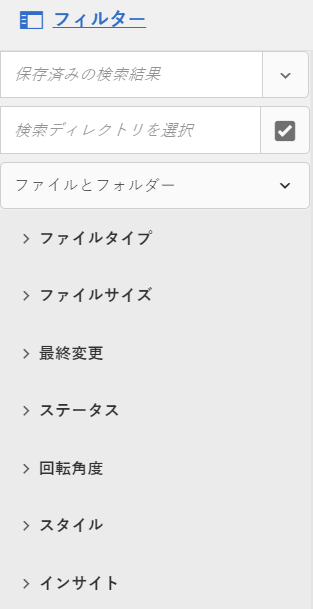 フィルター
保存済みの検索結果
検索ディレクトリを選択
ファイルとフォルダー
ファイルタイプ
ファイルサイズ
最終変更
ステータス
回転角度
スタイル
インサイト